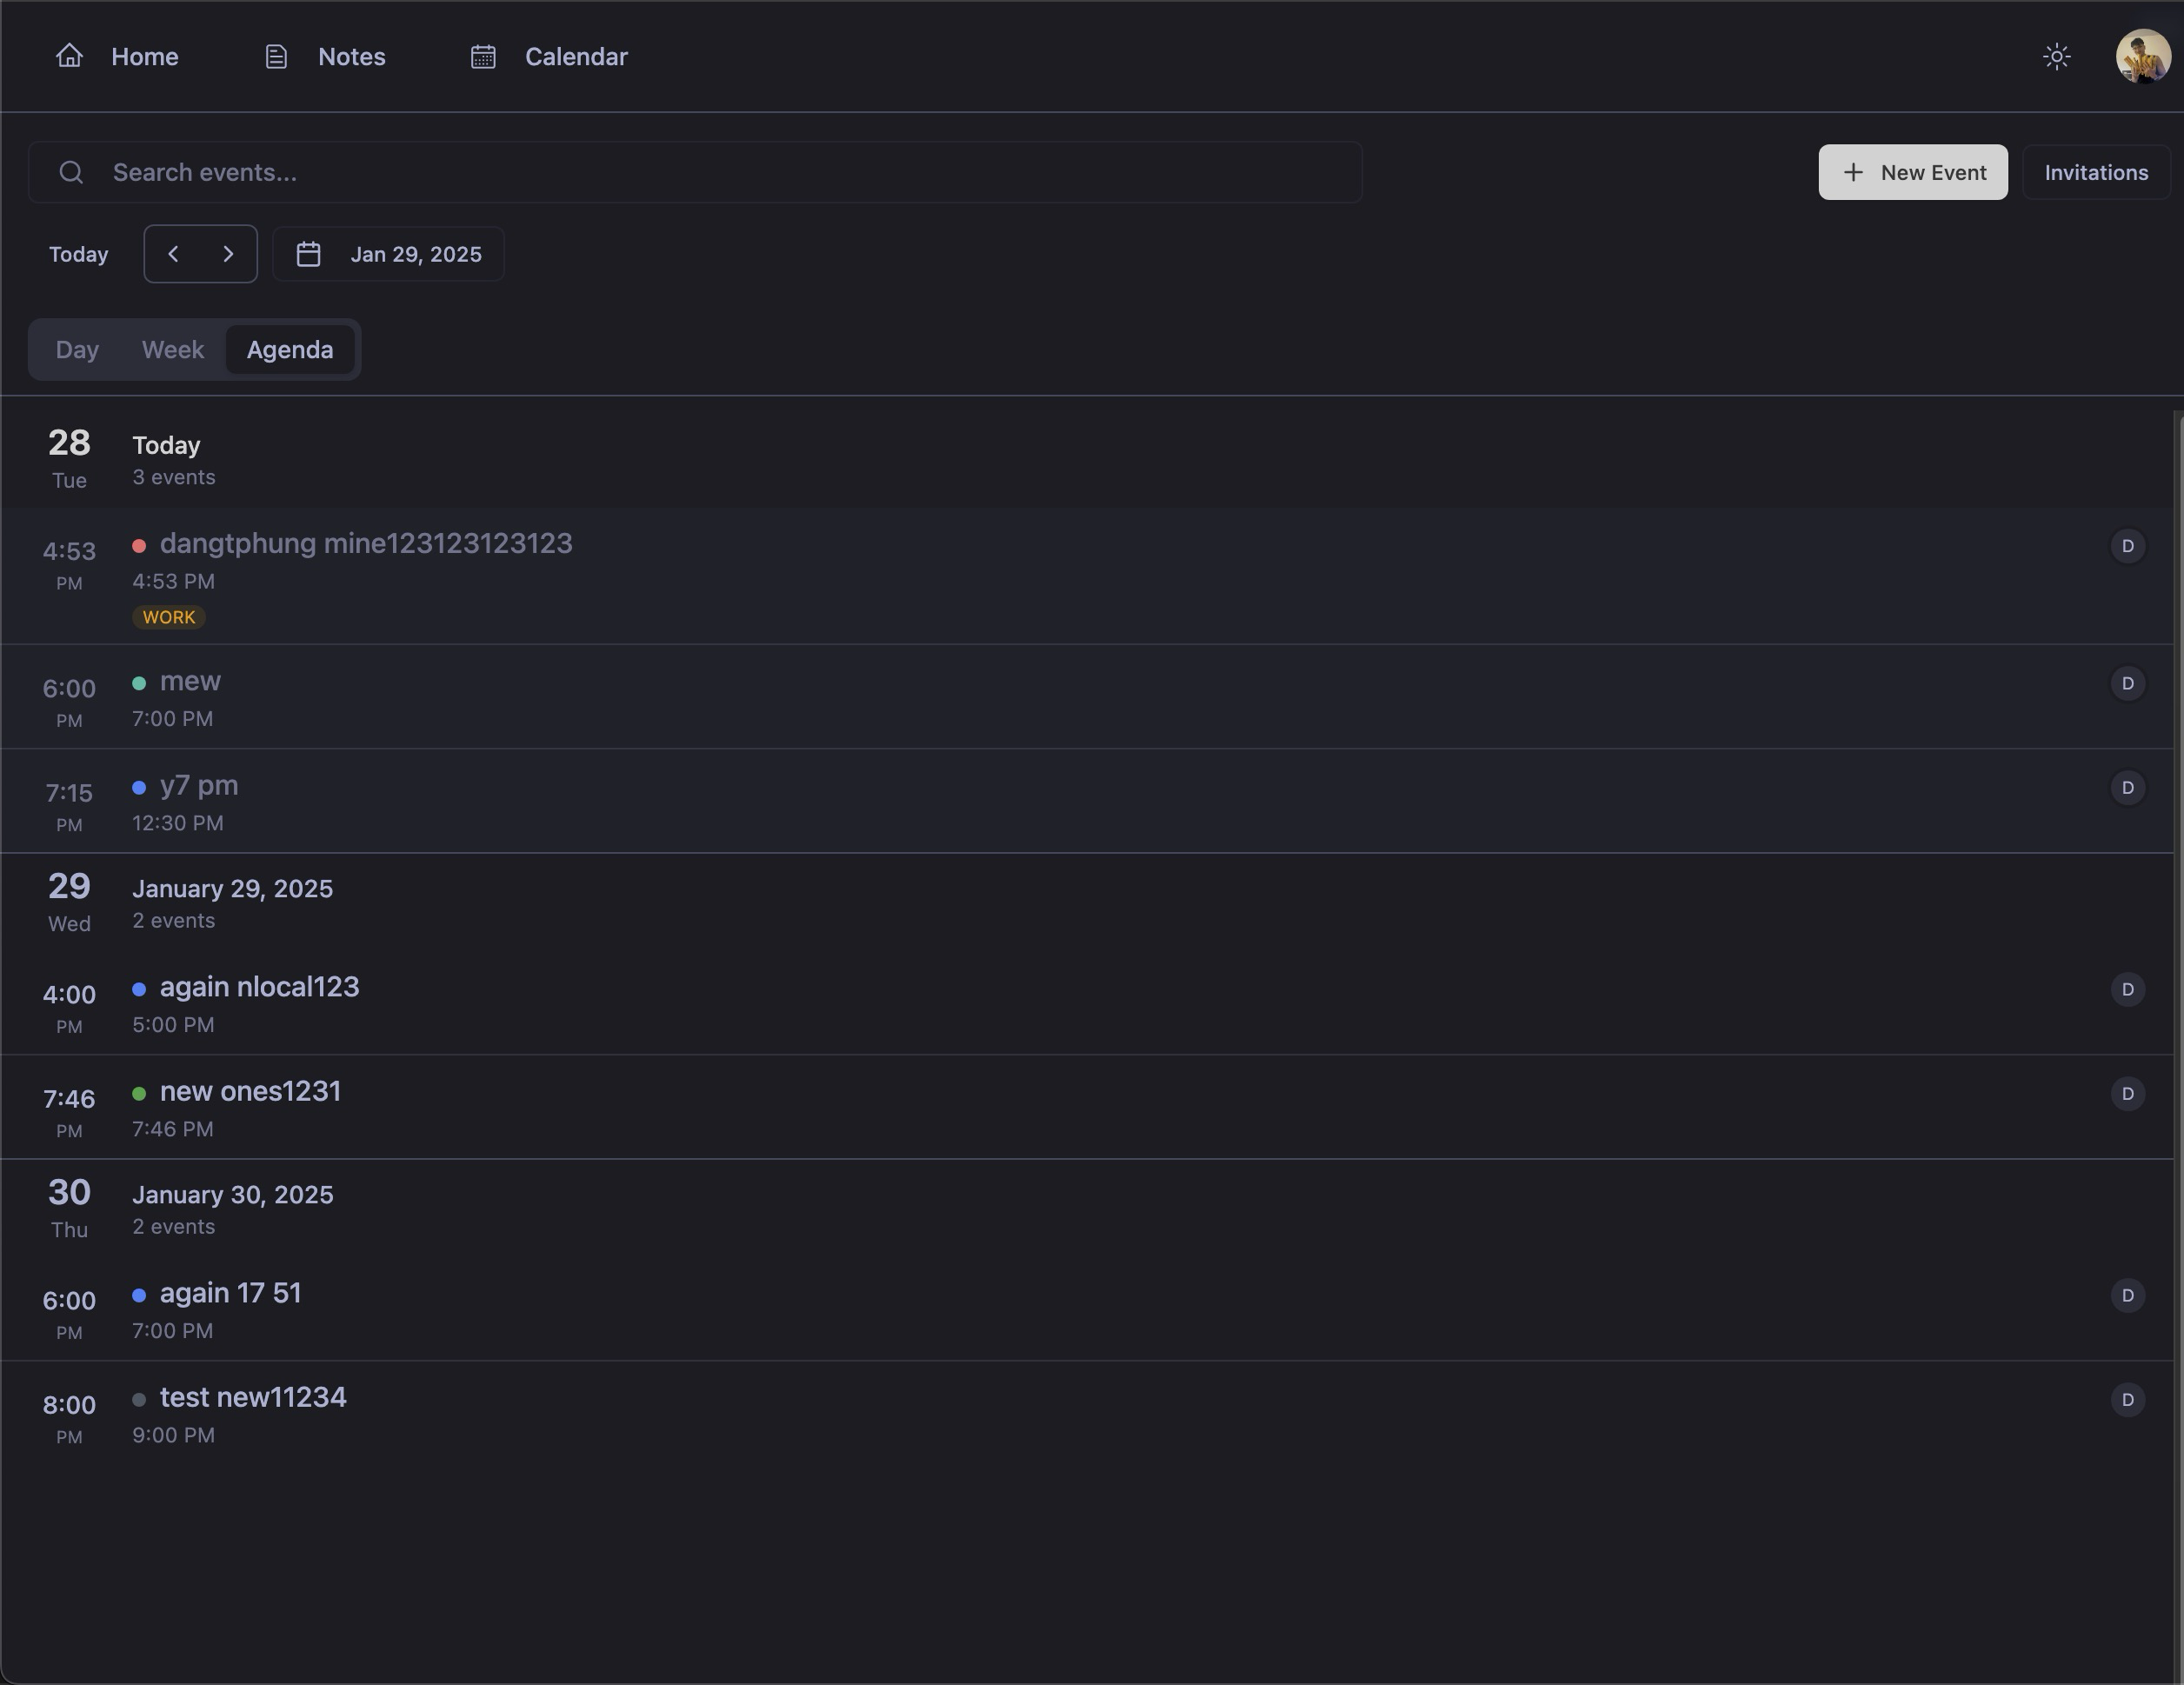 Home Notes Calendar
Search events...
New Event Invitations
Today Jan 29, 2025
Day Week Agenda
28 Today
Tue 3 events
4:53 dangtphung mine123123123123 D
PM 4:53 PM
WORK
6:00 mew D
PM 7:00 PM
7:15 y7 pm D
PM 12:30 PM
29 January 29, 2025
Wed 2 events
4:00 again nlocal123 D
PM 5:00 PM
7:46 new ones1231 D
PM 7:46 PM
30 January 30, 2025
Thu 2 events
6:00 again 17 51 D
PM 7:00 PM
8:00 test new11234 D
PM 9:00 PM